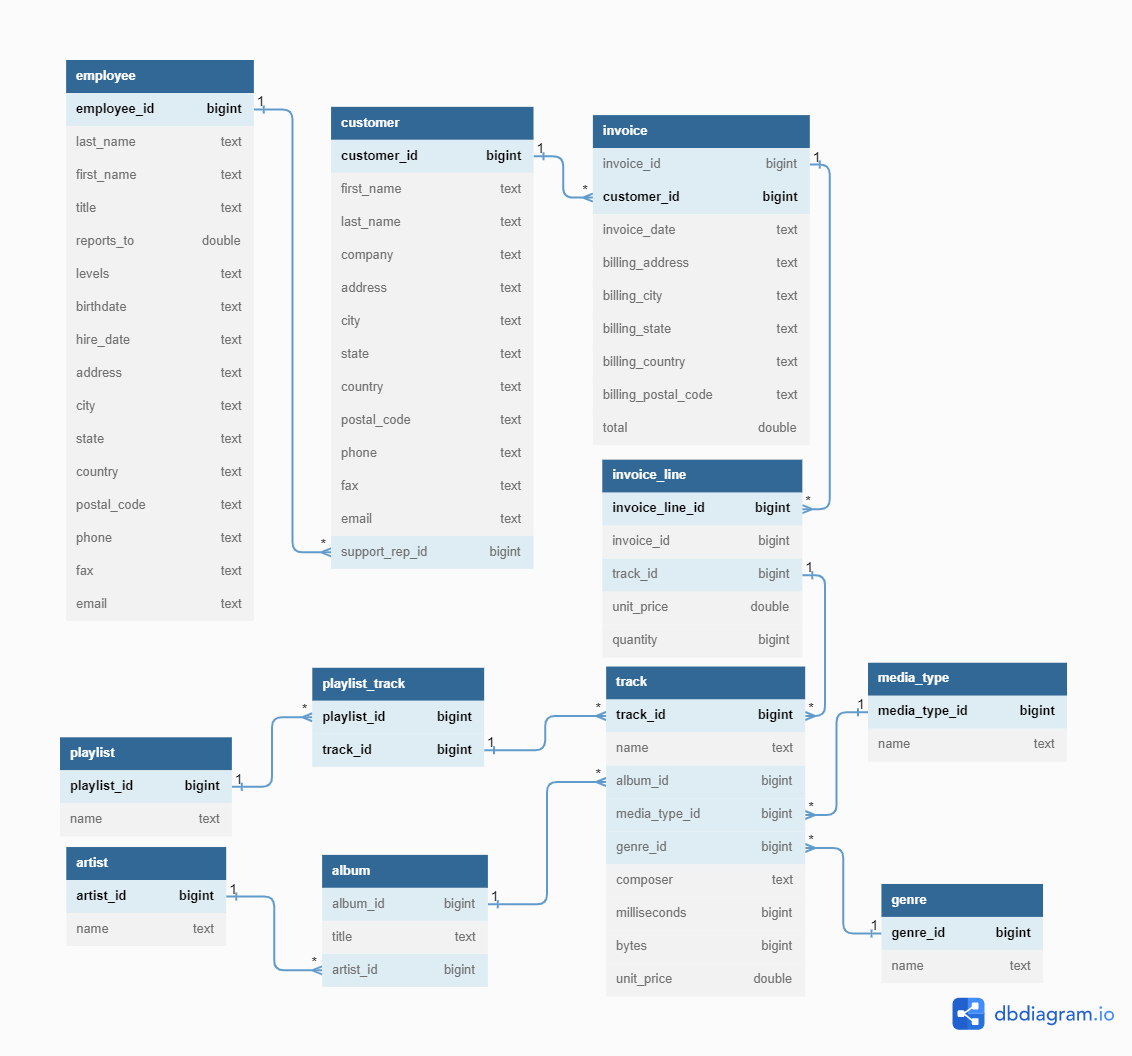 employee
employee_id bigint
last_name text
first_name text
title text
reports_to double
levels text
birthdate text
hire_date text
address text
city text
state text
country text
postal_code text
phone text
fax text
email text
1
*
customer
customer_id bigint
first_name text
last_name text
company text
address text
city text
state text
country text
postal_code text
phone text
fax text
email text
support_rep_id bigint
1
*
invoice
invoice_id bigint
customer_id bigint
invoice_date text
billing_address text
billing_city text
billing_state text
billing_country text
billing_postal_code text
total double
1
*
invoice_line
invoice_line_id bigint
invoice_id bigint
track_id bigint
unit_price double
quantity bigint
1
*
playlist_track
playlist_id bigint
track_id bigint
*
1
*
playlist
playlist_id bigint
name text
1
artist
artist_id bigint
name text
1
*
album
album_id bigint
title text
artist_id bigint
1
*
track
track_id bigint
name text
album_id bigint
media_type_id bigint
genre_id bigint
composer text
milliseconds bigint
bytes bigint
unit_price double
*
*
media_type
media_type_id bigint
name text
1
genre
genre_id bigint
name text
1
dbdiagram.io